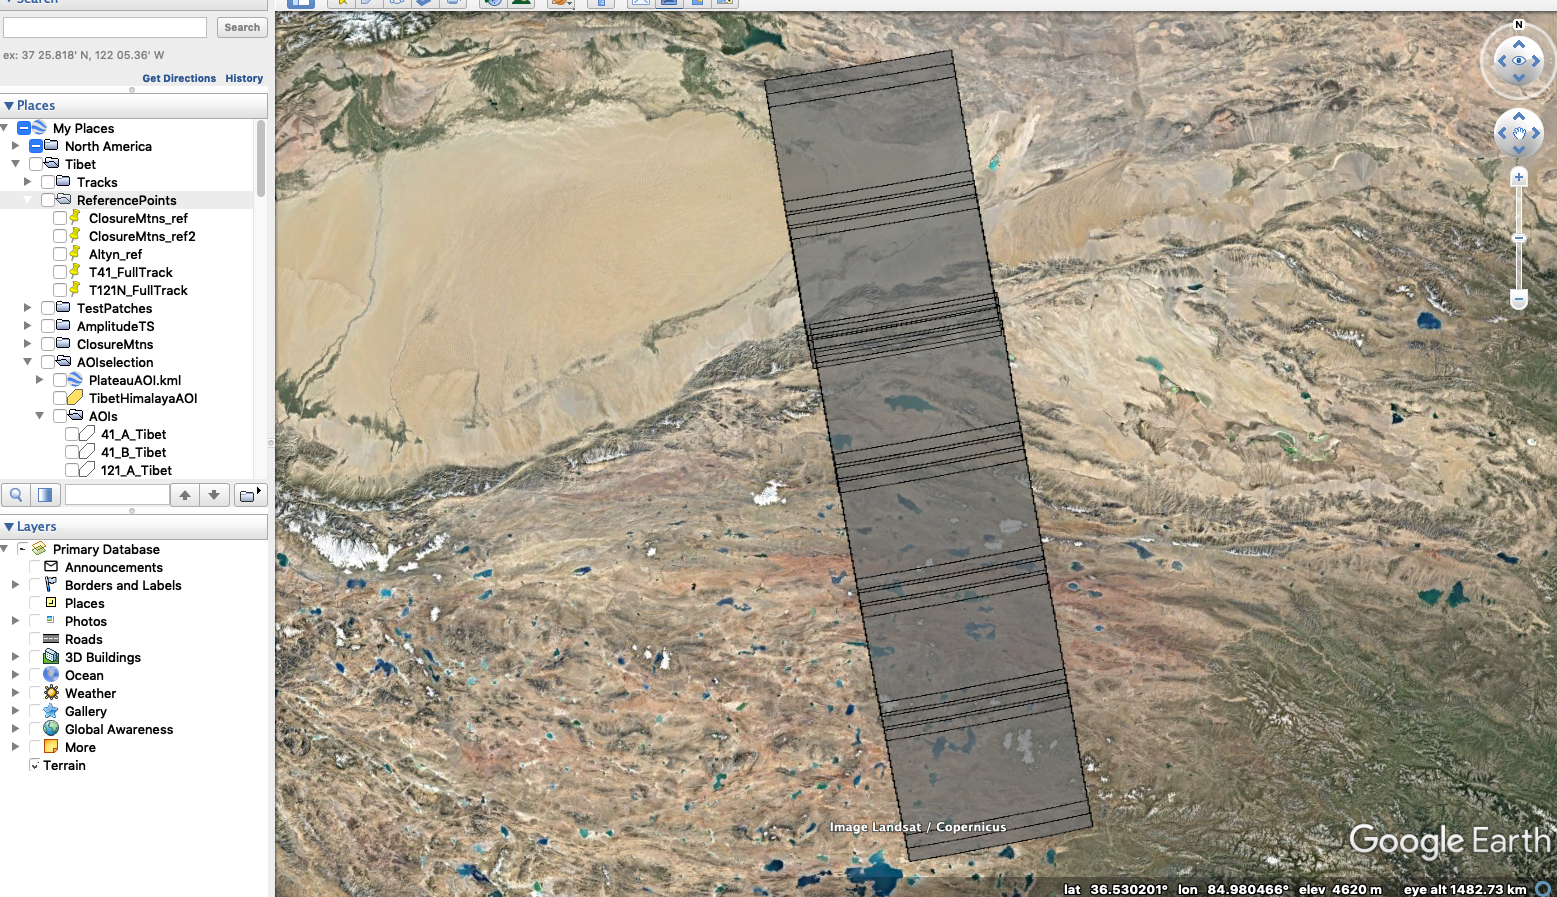 Search
Search
ex: 37 25.818' N, 122 05.36' W
Get Directions History
Places
My Places
North America
Tibet
Tracks
ReferencePoints
ClosureMtns_ref
ClosureMtns_ref2
Altyn_ref
T41_FullTrack
T121N_FullTrack
TestPatches
AmplitudeTS
ClosureMtns
AOIselection
PlateauAOI.kml
TibetHimalayaAOI
AOIs
41_A_Tibet
41_B_Tibet
121_A_Tibet
Layers
Primary Database
Announcements
Borders and Labels
Places
Photos
Roads
3D Buildings
Ocean
Weather
Gallery
Global Awareness
More
Terrain
N
Image Landsat / Copernicus
Google Earth
lat 36.530201° lon 84.980466° elev 4620 m eye alt 1482.73 km